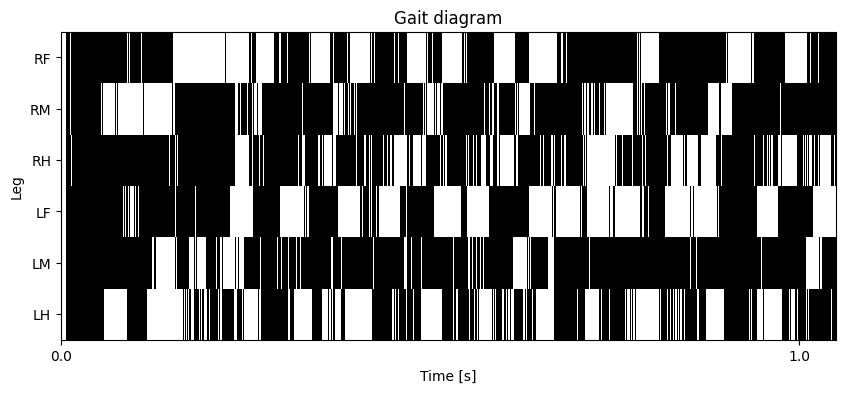 Gait diagram
RF
RM
RH
LF
LM
LH
Leg
0.0
1.0
Time [s]